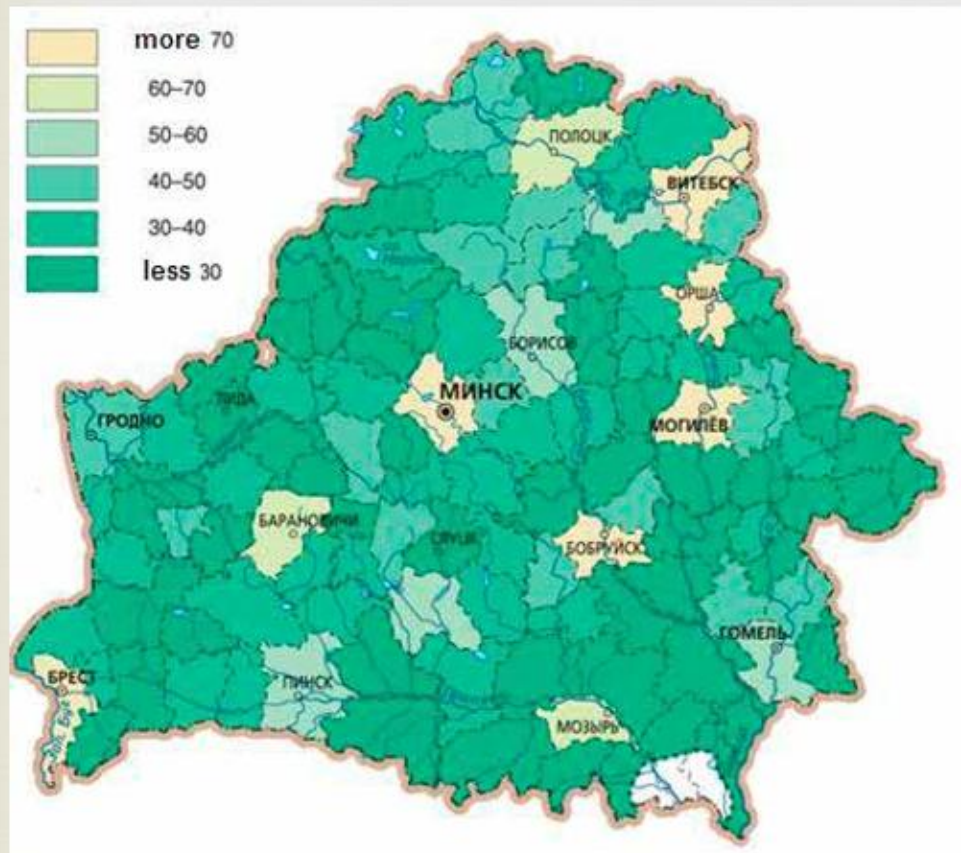 more 70
60–70
50–60
40–50
30–40
less 30
ПОЛОЦК
ВИТЕБСК
ОРША
БОРИСОВ
МИНСК
МОГИЛЁВ
ЛИДА
ГРОДНО
БАРАНОВИЧИ
СЛУЦК
БОБРУЙСК
ГОМЕЛЬ
БРЕСТ
ПИНСК
МОЗЫРЬ